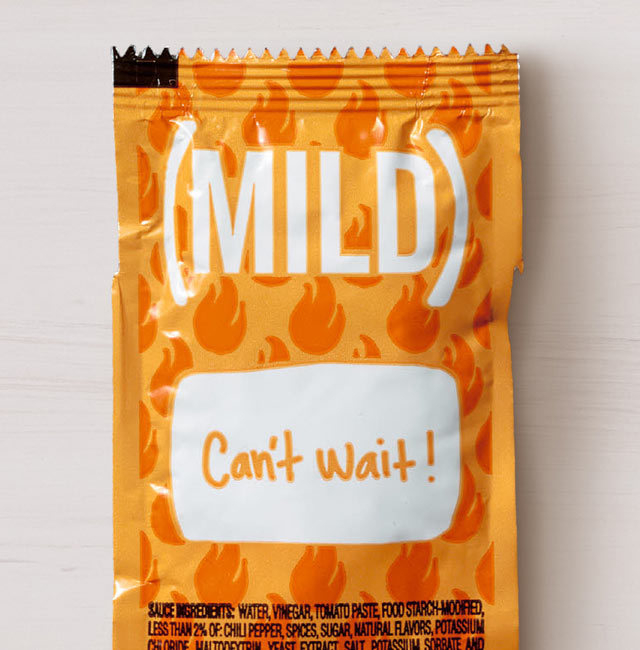 (MILD)
Can't wait!
SAUCE INGREDIENTS: WATER, VINEGAR, TOMATO PASTE, FOOD STARCH-MODIFIED,
LESS THAN 2% OF: CHILI PEPPER, SPICES, SUGAR, NATURAL FLAVORS, POTASSIUM
CHLORIDE, MALTODEXTRIN, YEAST EXTRACT, SALT, POTASSIUM SORBATE AND